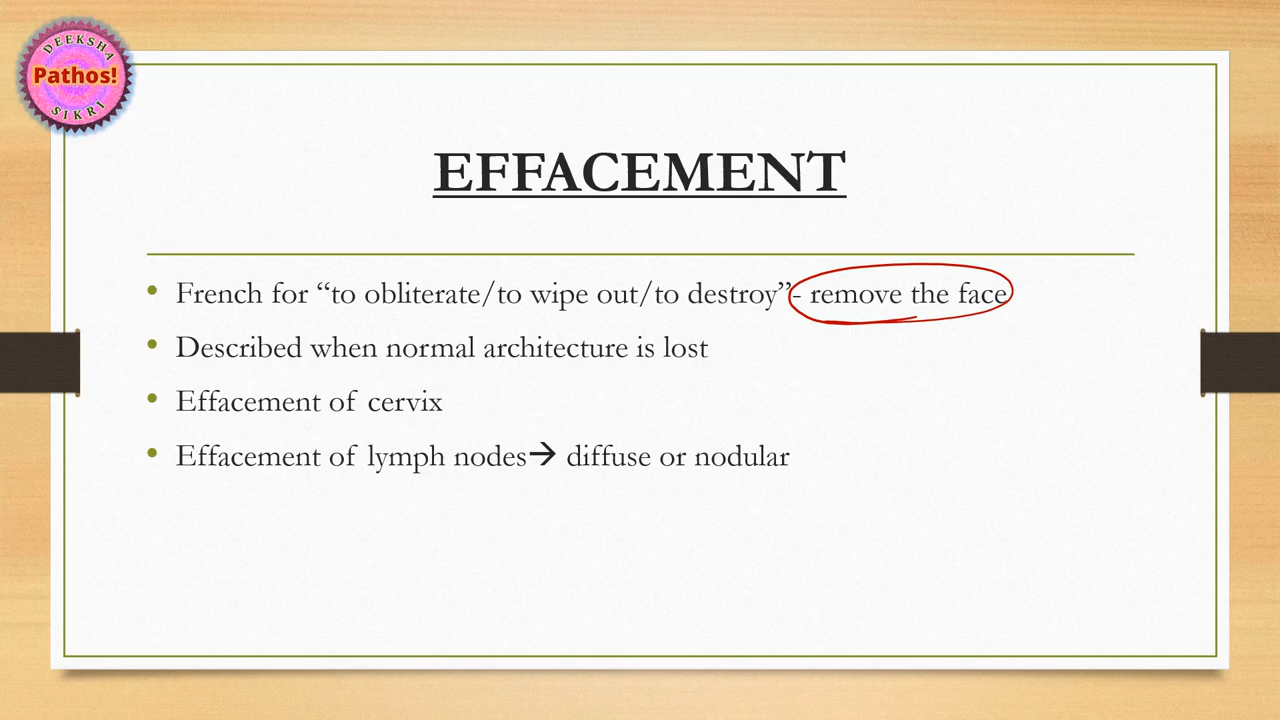 DEEKSHA
Pathos!
SIKRI
EFFACEMENT
• French for “to obliterate/to wipe out/to destroy”- remove the face
• Described when normal architecture is lost
• Effacement of cervix
• Effacement of lymph nodes→ diffuse or nodular